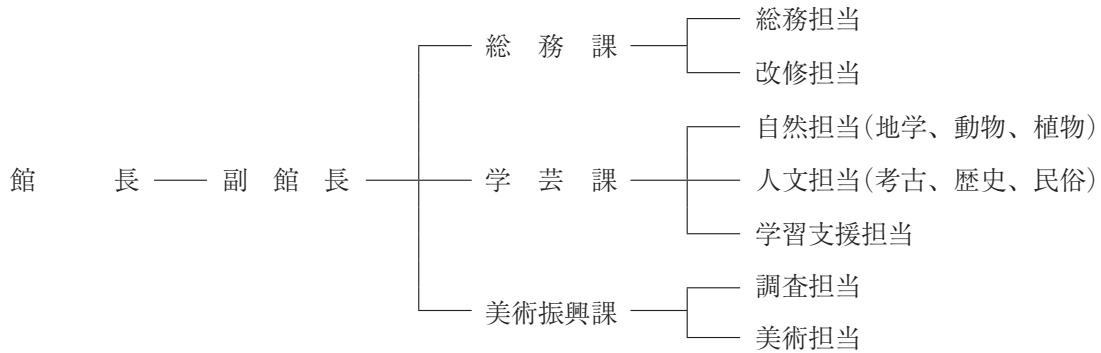 総務担当
総務課
改修担当
自然担当(地学、動物、植物)
館長 副館長 学芸課 人文担当(考古、歴史、民俗)
学習支援担当
調査担当
美術振興課
美術担当